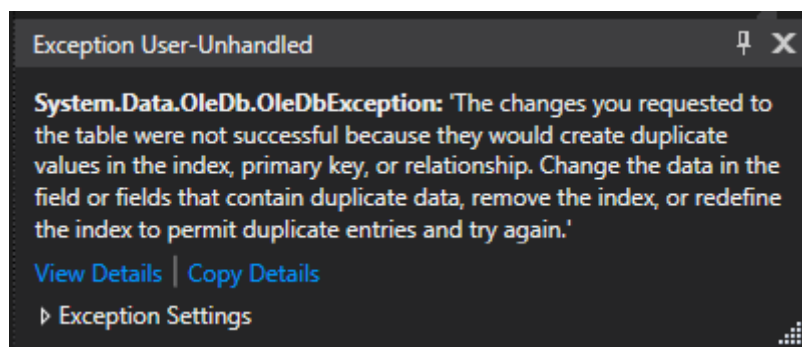 Exception User-Unhandled
System.Data.OleDb.OleDbException: 'The changes you requested to
the table were not successful because they would create duplicate
values in the index, primary key, or relationship. Change the data in the
field or fields that contain duplicate data, remove the index, or redefine
the index to permit duplicate entries and try again.'
View Details | Copy Details
Exception Settings